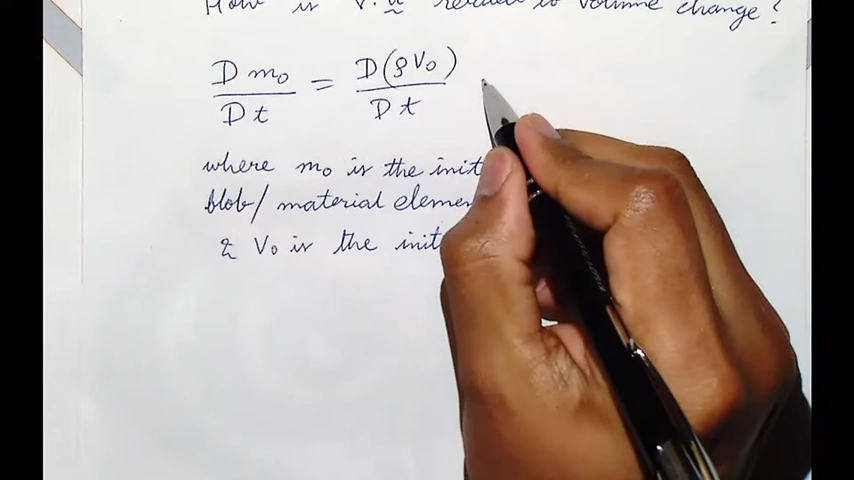 How is ∇.ṵ related to volume change?
D m₀ / D t = D(ρ V₀) / D t
where m₀ is the init
blob/ material elemen
& V₀ is the init